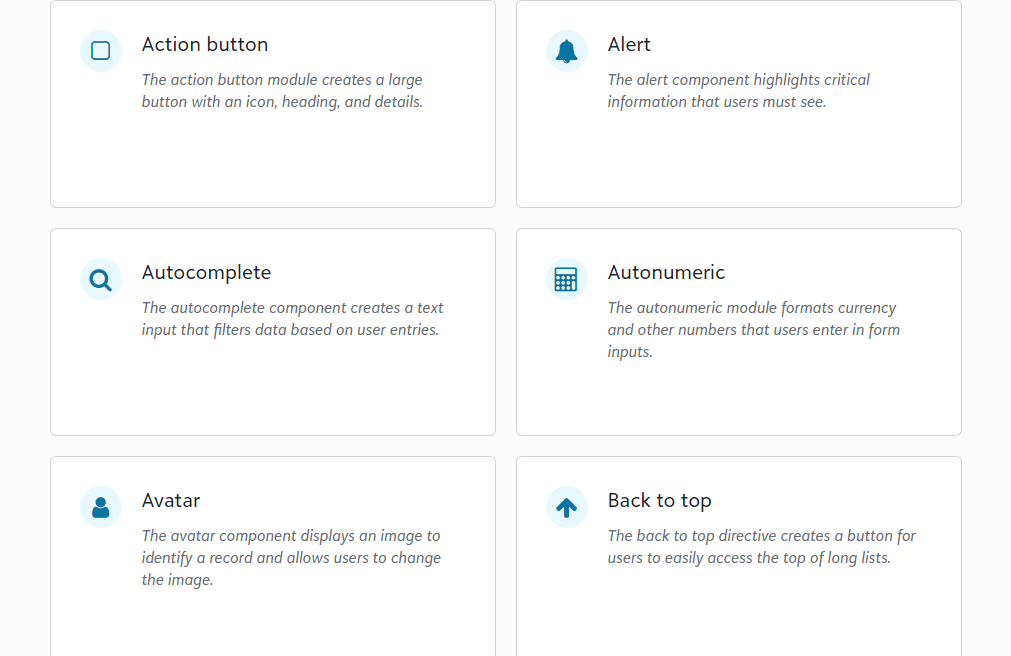 Action button
The action button module creates a large
button with an icon, heading, and details.
Alert
The alert component highlights critical
information that users must see.
Autocomplete
The autocomplete component creates a text
input that filters data based on user entries.
Autonumeric
The autonumeric module formats currency
and other numbers that users enter in form
inputs.
Avatar
The avatar component displays an image to
identify a record and allows users to change
the image.
Back to top
The back to top directive creates a button for
users to easily access the top of long lists.